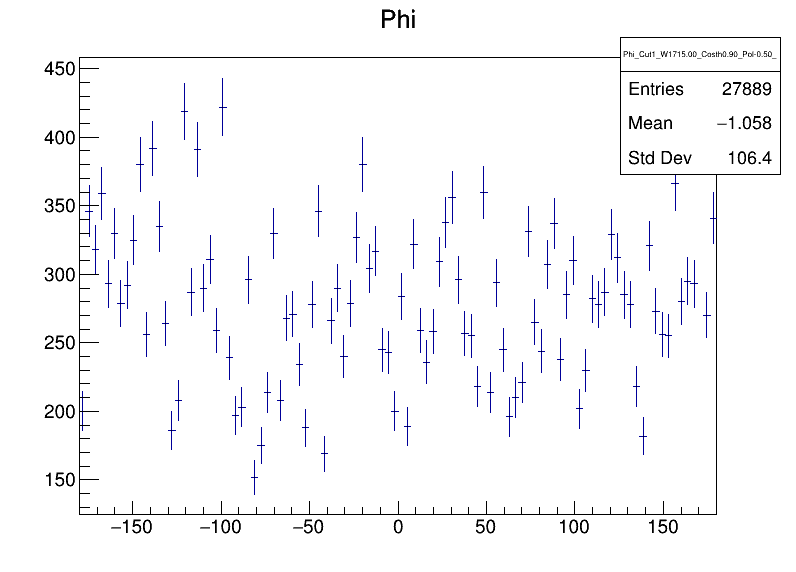 Phi
Phi_Cut1_W1715.00_Costh0.90_Pol-0.50_
Entries 27889
Mean −1.058
Std Dev 106.4
450
400
350
300
250
200
150
−150 −100 −50 0 50 100 150